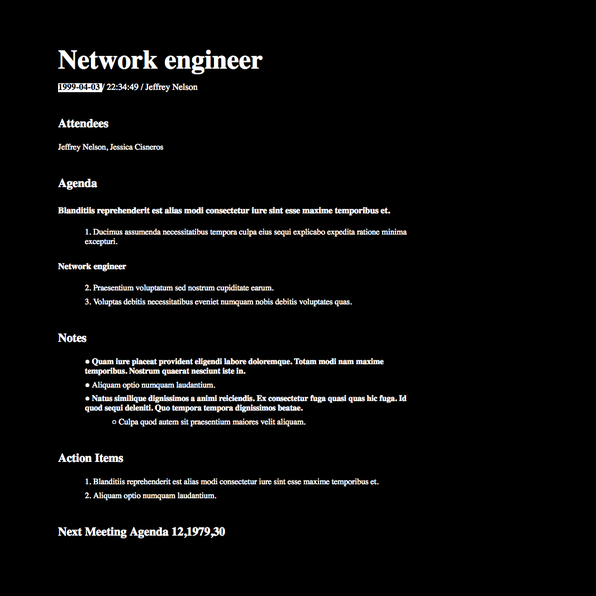 Network engineer
1999-04-03 / 22:34:49 / Jeffrey Nelson
Attendees
Jeffrey Nelson, Jessica Cisneros
Agenda
Blanditiis reprehenderit est alias modi consectetur iure sint esse maxime temporibus et.
1. Ducimus assumenda necessitatibus tempora culpa eius sequi explicabo expedita ratione minima
excepturi.
Network engineer
2. Praesentium voluptatum sed nostrum cupiditate earum.
3. Voluptas debitis necessitatibus eveniet numquam nobis debitis voluptates quas.
Notes
● Quam iure placeat provident eligendi labore doloremque. Totam modi nam maxime
temporibus. Nostrum quaerat nesciunt iste in.
● Aliquam optio numquam laudantium.
● Natus similique dignissimos a animi reiciendis. Ex consectetur fuga quasi quas hic fuga. Id
quod sequi deleniti. Quo tempora tempora dignissimos beatae.
○ Culpa quod autem sit praesentium maiores velit aliquam.
Action Items
1. Blanditiis reprehenderit est alias modi consectetur iure sint esse maxime temporibus et.
2. Aliquam optio numquam laudantium.
Next Meeting Agenda 12,1979,30